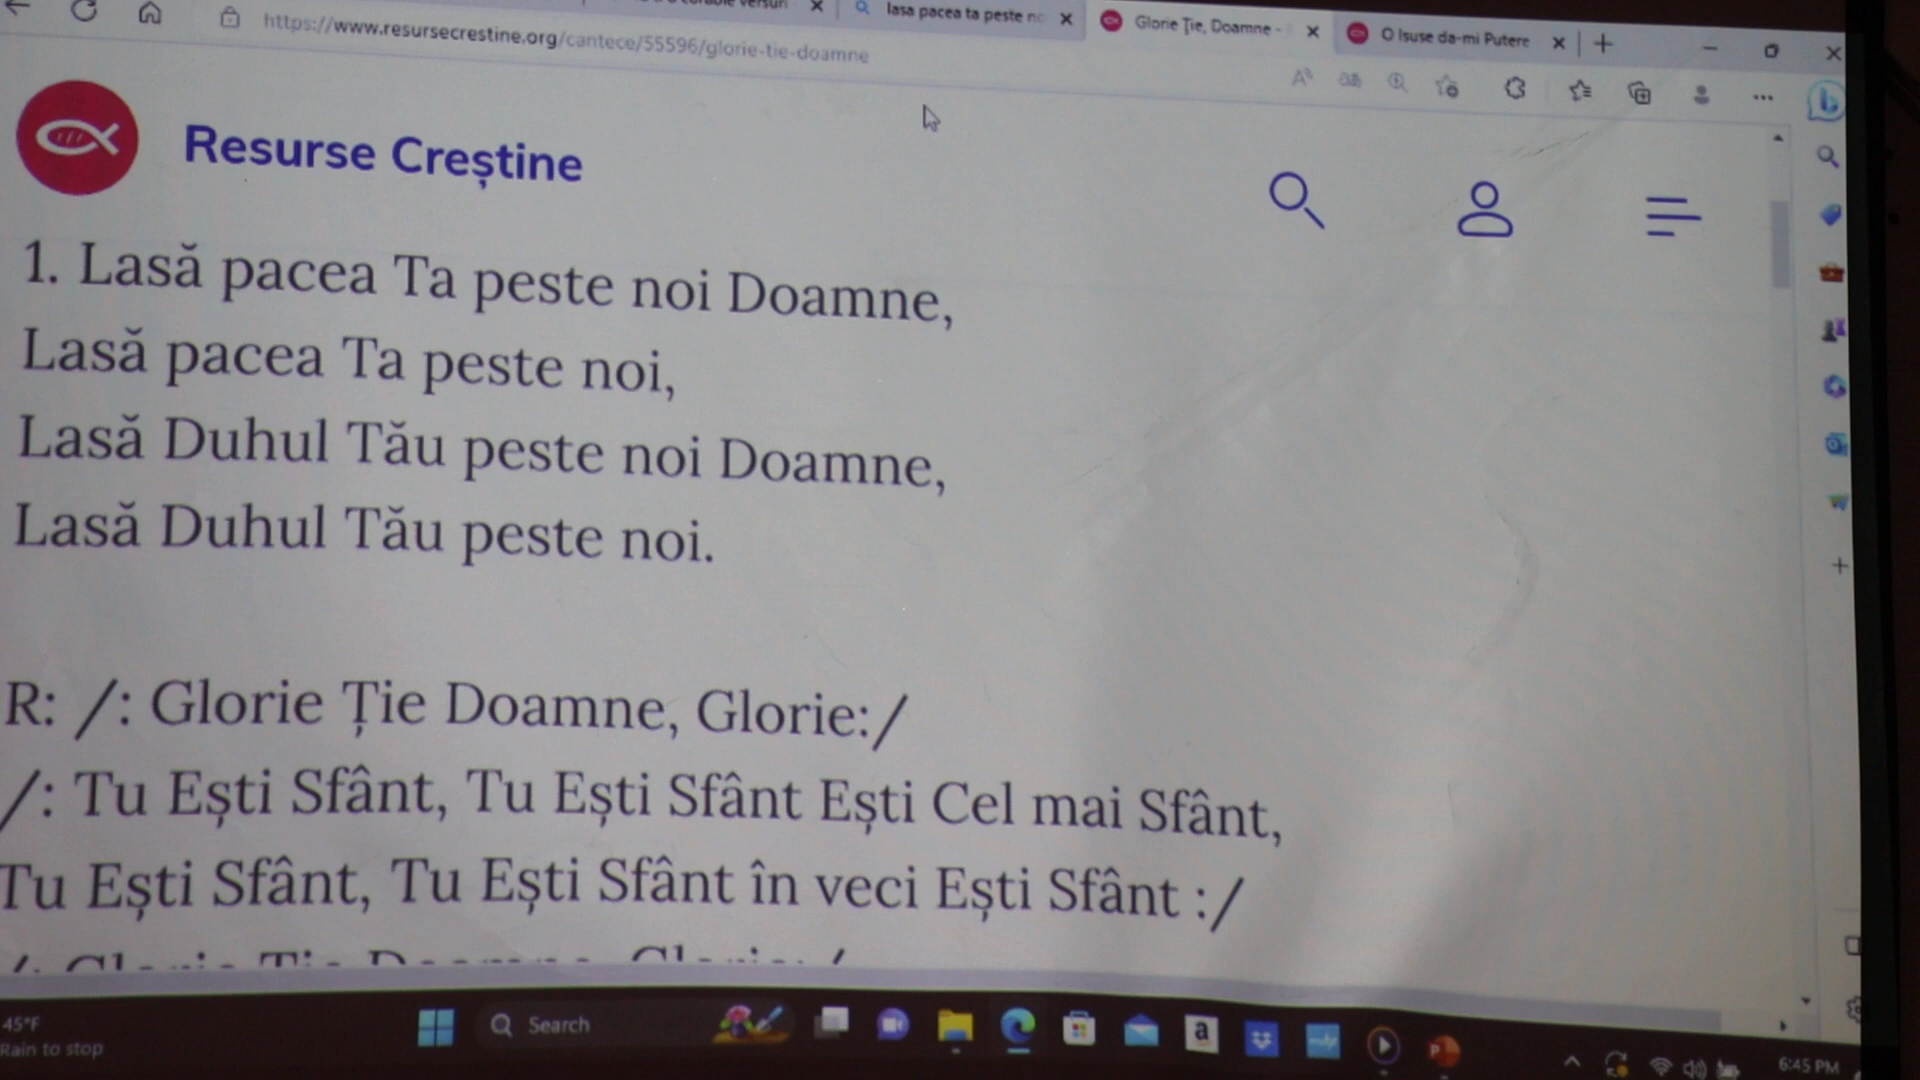 lasa pacea ta peste no
Glorie Ție, Doamne -
O Isuse da-mi Putere
https://www.resursecrestine.org/cantece/55596/glorie-tie-doamne
Resurse Creștine
1. Lasă pacea Ta peste noi Doamne,
Lasă pacea Ta peste noi,
Lasă Duhul Tău peste noi Doamne,
Lasă Duhul Tău peste noi.
R: /: Glorie Ție Doamne, Glorie:/
/: Tu Ești Sfânt, Tu Ești Sfânt Ești Cel mai Sfânt,
Tu Ești Sfânt, Tu Ești Sfânt în veci Ești Sfânt :/
45°F
Rain to stop
Search
6:45 PM